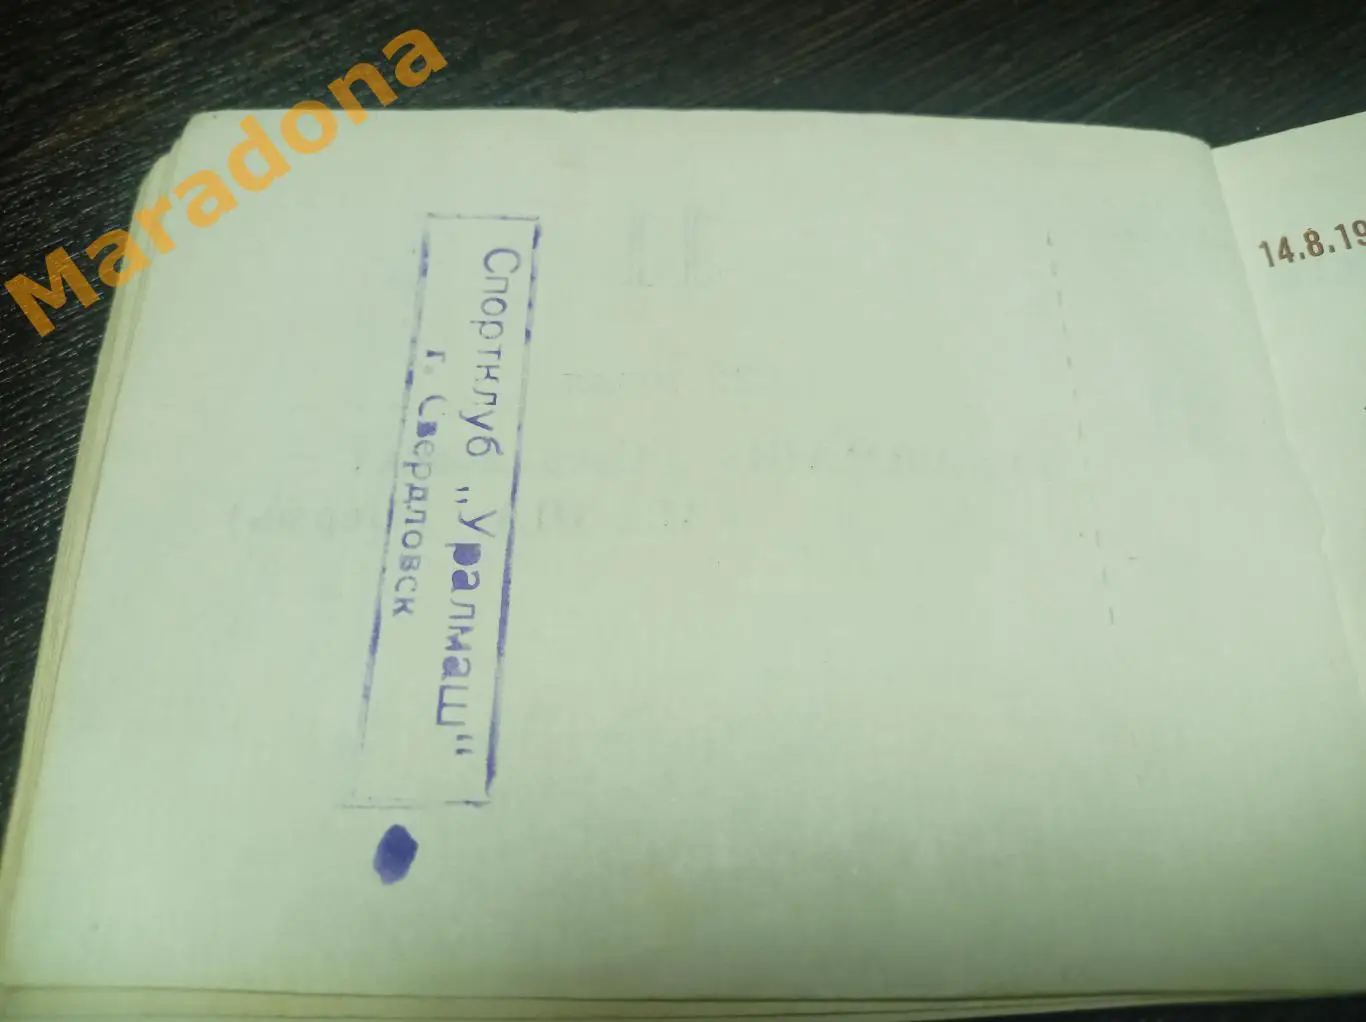 Maradona
Спортклуб „Уралмаш"
г. Свердловск
14.8.19